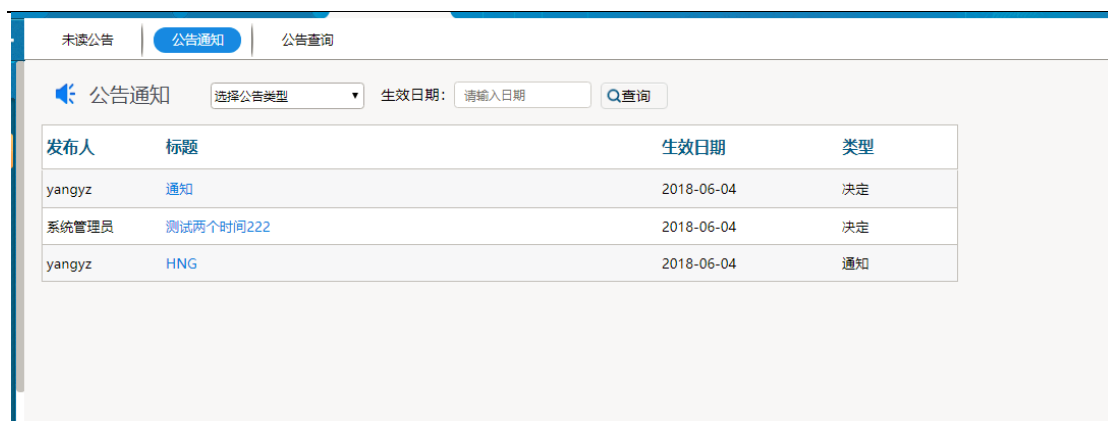 未读公告 公告通知 公告查询
公告通知 选择公告类型 生效日期: 请输入日期 查询
发布人 标题 生效日期 类型
yangyz 通知 2018-06-04 决定
系统管理员 测试两个时间222 2018-06-04 决定
yangyz HNG 2018-06-04 通知